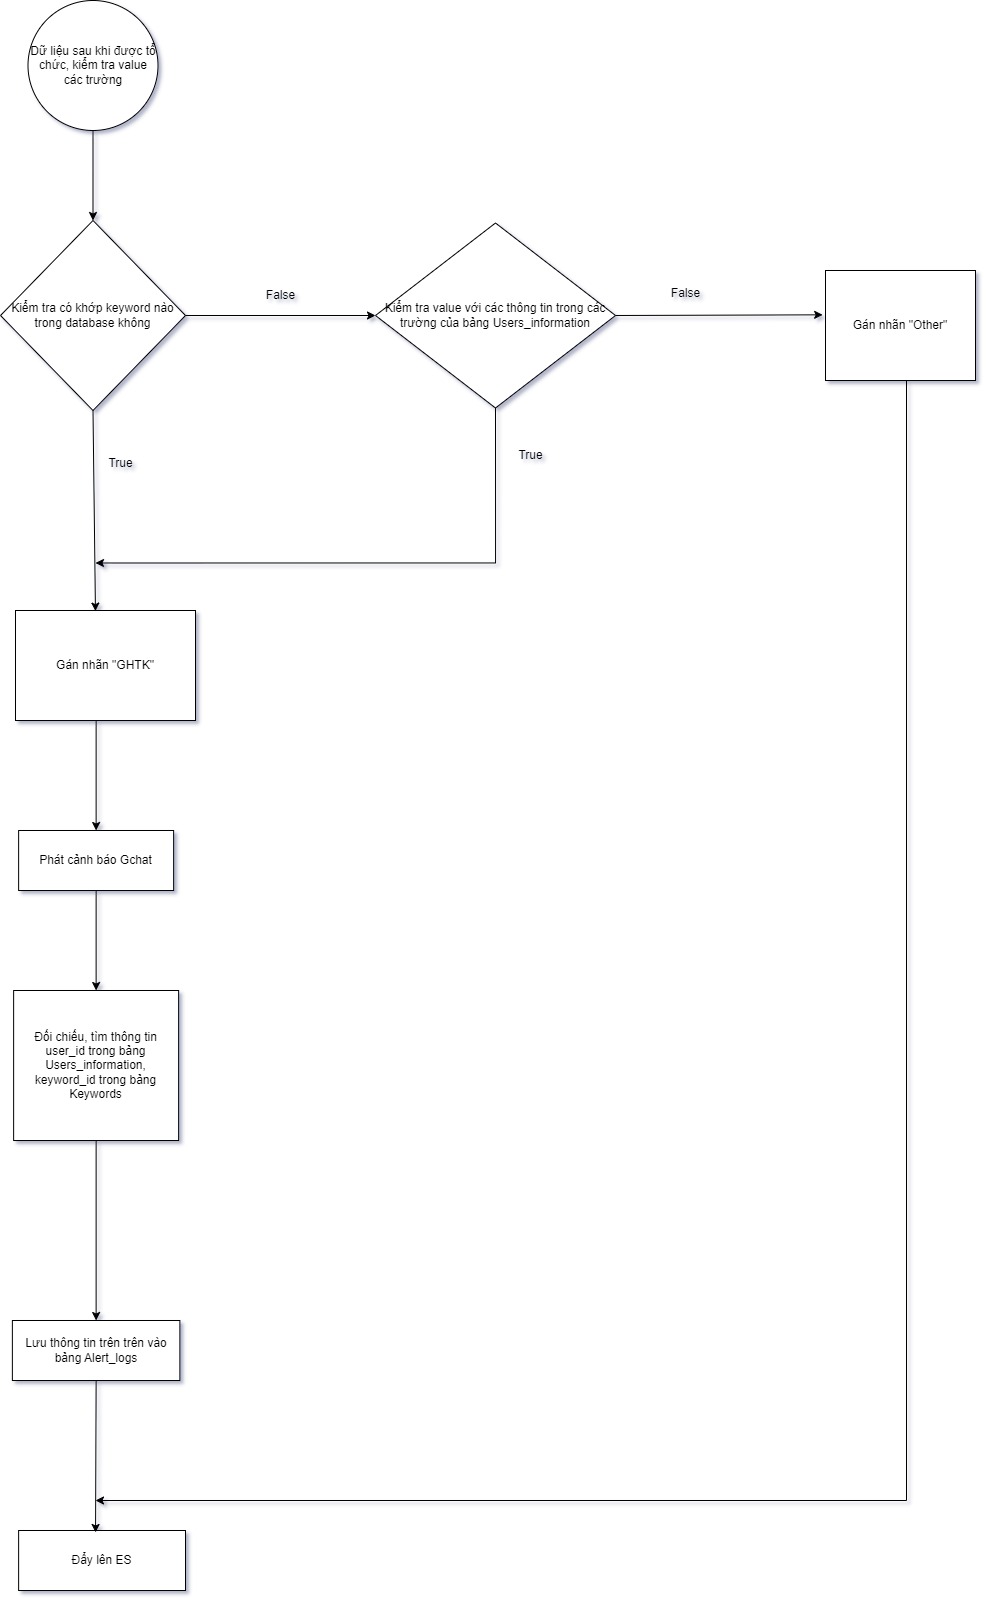 Dữ liệu sau khi được tổ
chức, kiểm tra value
các trường
Kiểm tra có khớp keyword nào
trong database không
False
Kiểm tra value với các thông tin trong các
trường của bảng Users_information
False
Gán nhãn "Other"
True
True
Gán nhãn "GHTK"
Phát cảnh báo Gchat
Đối chiếu, tìm thông tin
user_id trong bảng
Users_information,
keyword_id trong bảng
Keywords
Lưu thông tin trên trên vào
bảng Alert_logs
Đẩy lên ES